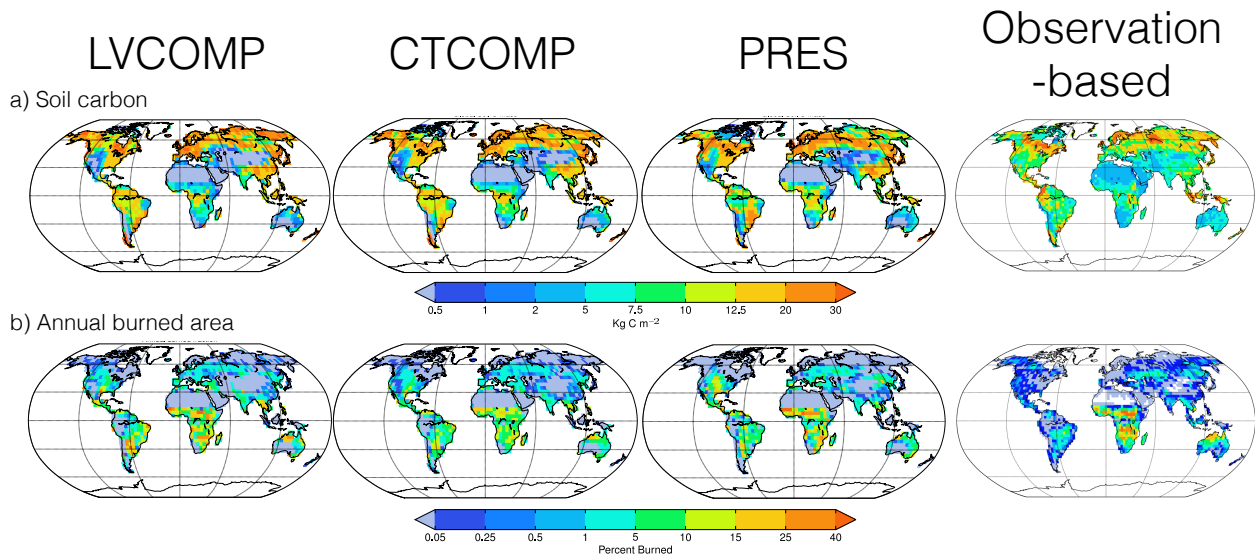 LVCOMP
CTCOMP
PRES
Observation
-based
a) Soil carbon
0.5 1 2 5 7.5 10 12.5 20 30
Kg C m⁻²
b) Annual burned area
0.05 0.25 0.5 1 5 10 15 25 40
Percent Burned